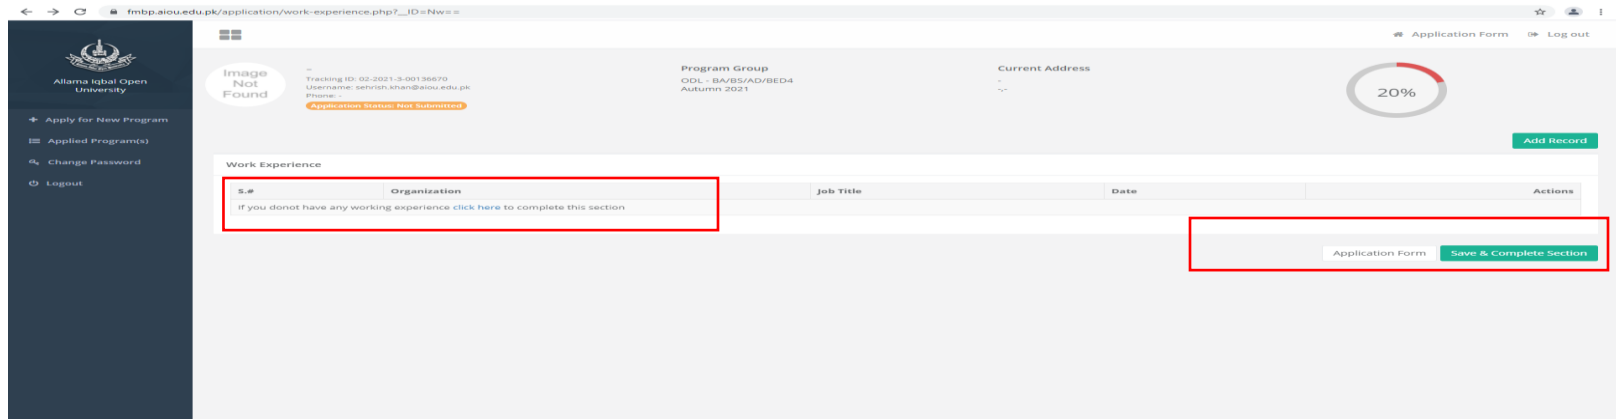 fmbp.aiou.edu.pk/application/work-experience.php?__ID=Nw==
Application Form Log out
Allama Iqbal Open
University
Apply for New Program
Applied Program(s)
Change Password
Logout
Image
Not
Found
--
Tracking ID: 02-2021-3-00136670
Username: sehrish.khan@aiou.edu.pk
Phone: -
Application Status: Not Submitted
Program Group
ODL - BA/BS/AD/BED4
Autumn 2021
Current Address
-
-,-
20%
Add Record
Work Experience
S.# Organization Job Title Date Actions
If you donot have any working experience click here to complete this section
Application Form Save & Complete Section